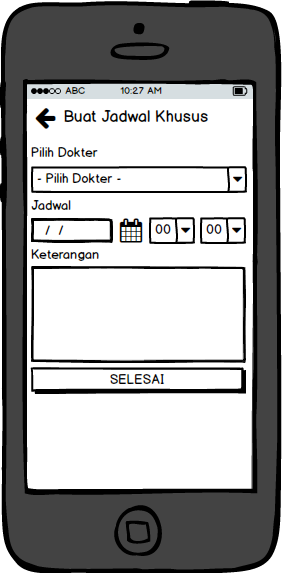 ABC 10:27 AM
Buat Jadwal Khusus
Pilih Dokter
- Pilih Dokter -
Jadwal
/ / 00 00
Keterangan
SELESAI